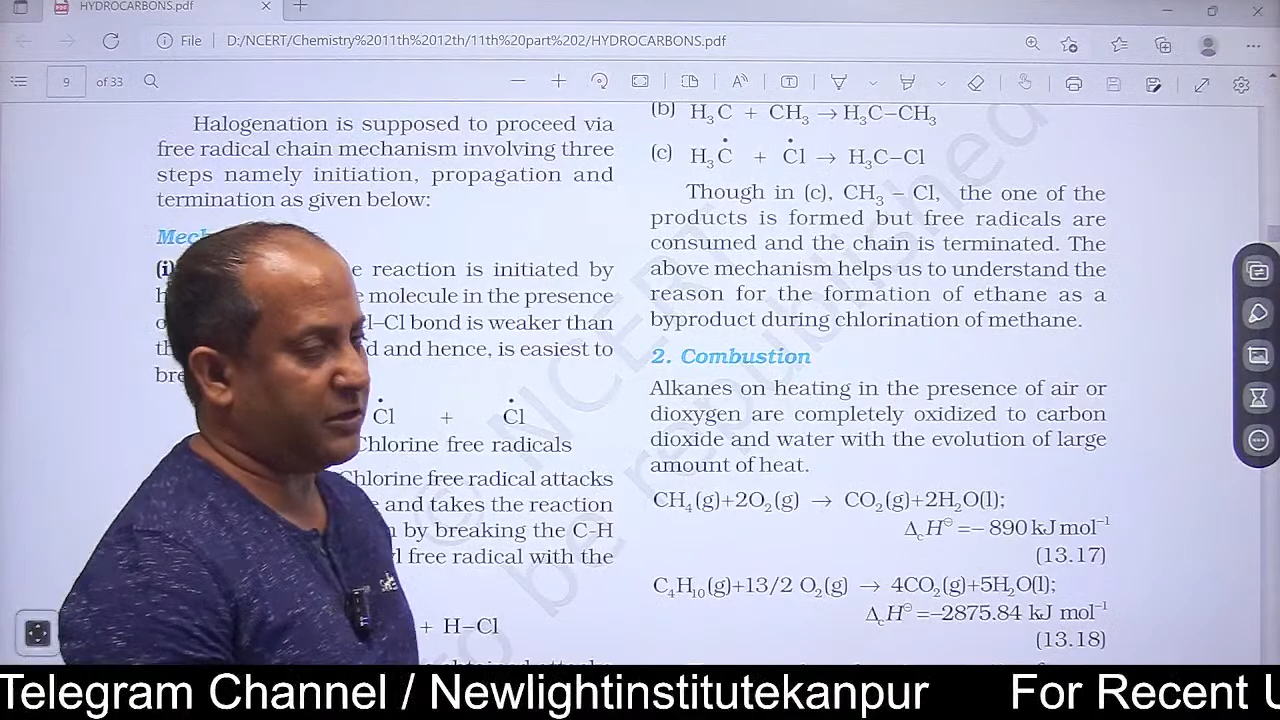 HYDROCARBONS.pdf
File D:/NCERT/Chemistry%2011th%2012th/11th%20part%202/HYDROCARBONS.pdf
9 of 33
Halogenation is supposed to proceed via
free radical chain mechanism involving three
steps namely initiation, propagation and
termination as given below:
(i) reaction is initiated by
molecule in the presence
Cl–Cl bond is weaker than
and hence, is easiest to
Ċl + Ċl
Chlorine free radicals
Chlorine free radical attacks
and takes the reaction
by breaking the C-H
free radical with the
+ H–Cl
(b) H₃C + CH₃ → H₃C–CH₃
(c) H₃Ċ + Ċl → H₃C–Cl
Though in (c), CH₃ – Cl, the one of the
products is formed but free radicals are
consumed and the chain is terminated. The
above mechanism helps us to understand the
reason for the formation of ethane as a
byproduct during chlorination of methane.
2. Combustion
Alkanes on heating in the presence of air or
dioxygen are completely oxidized to carbon
dioxide and water with the evolution of large
amount of heat.
CH₄(g)+2O₂(g) → CO₂(g)+2H₂O(l);
Δ꜀H⊖=–890 kJ mol⁻¹
(13.17)
C₄H₁₀(g)+13/2 O₂(g) → 4CO₂(g)+5H₂O(l);
Δ꜀H⊖=–2875.84 kJ mol⁻¹
(13.18)
NCERT
be republished
Telegram Channel / Newlightinstitutekanpur For Recent U